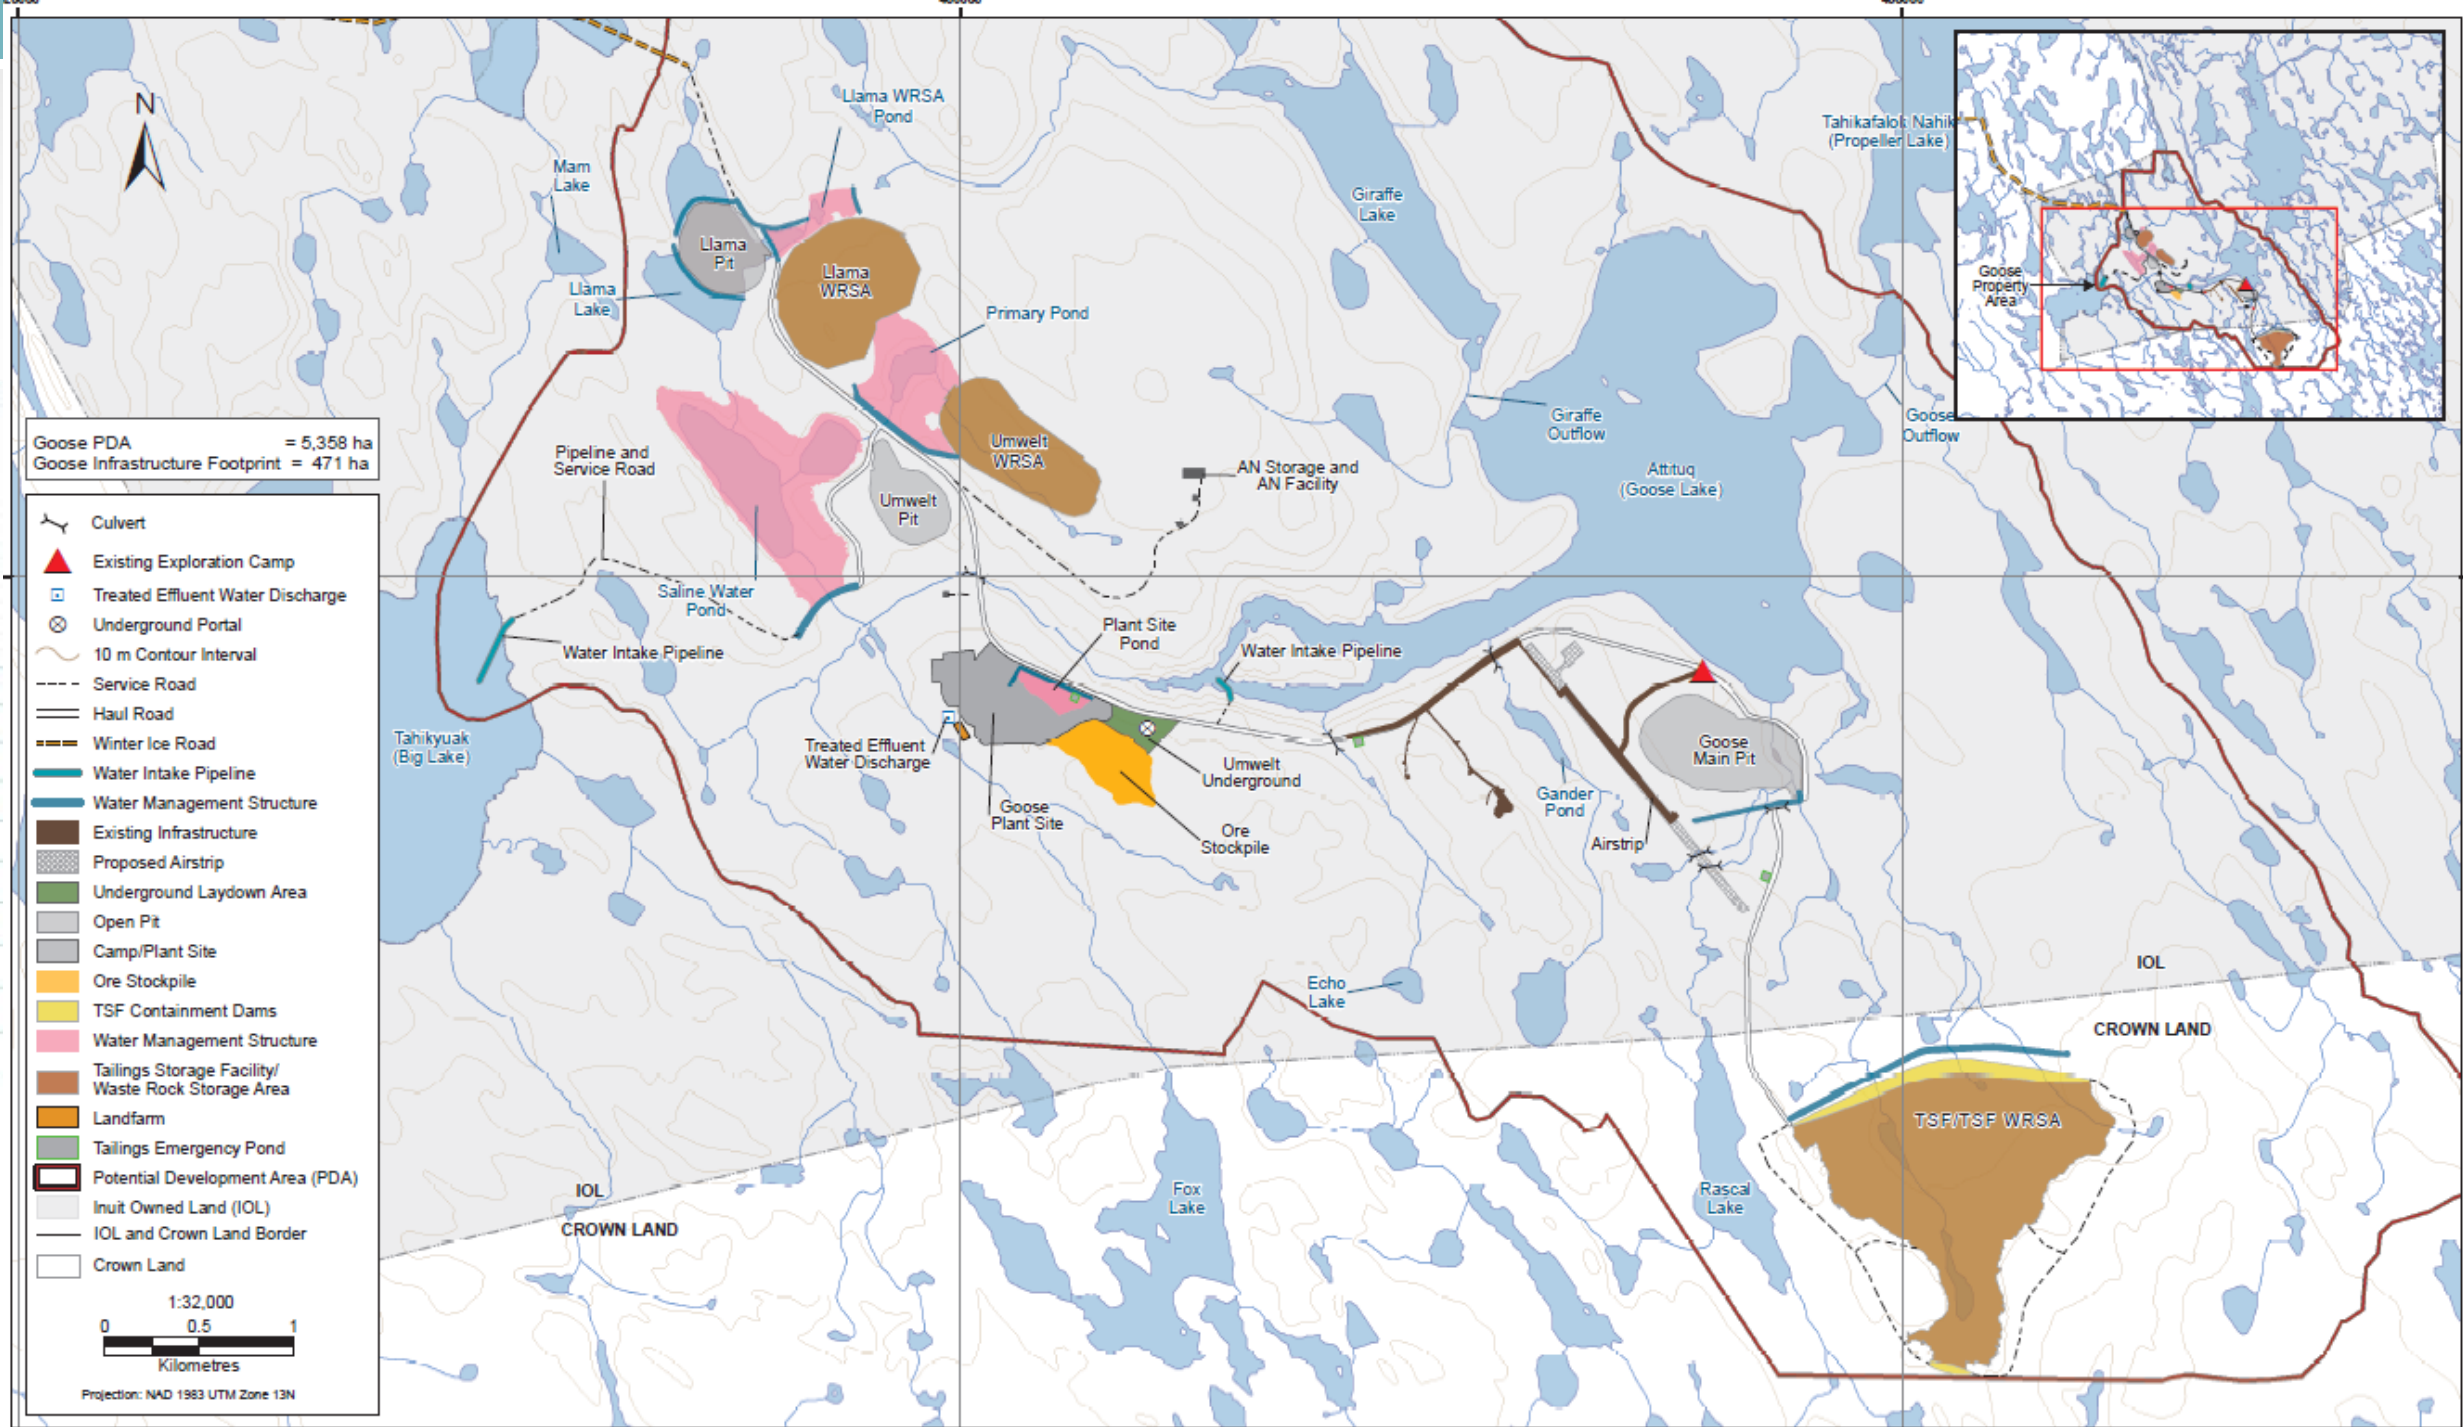 N
Llama WRSA
Pond
Mam
Lake
Llama
Pit
Llama
WRSA
Llama
Lake
Primary Pond
Giraffe
Lake
Tahikafalok Nahik
(Propeller Lake)
Goose
Property
Area
Giraffe
Outflow
Goose
Outflow
Attituq
(Goose Lake)
Umwelt
WRSA
AN Storage and
AN Facility
Umwelt
Pit
Pipeline and
Service Road
Saline Water
Pond
Water Intake Pipeline
Plant Site
Pond
Water Intake Pipeline
Tahikyuak
(Big Lake)
Treated Effluent
Water Discharge
Goose
Plant Site
Umwelt
Underground
Ore
Stockpile
Gander
Pond
Airstrip
Goose
Main Pit
Echo
Lake
IOL
CROWN LAND
TSF/TSF WRSA
IOL
CROWN LAND
Fox
Lake
Rascal
Lake
Goose PDA = 5,358 ha
Goose Infrastructure Footprint = 471 ha
Culvert
Existing Exploration Camp
Treated Effluent Water Discharge
Underground Portal
10 m Contour Interval
Service Road
Haul Road
Winter Ice Road
Water Intake Pipeline
Water Management Structure
Existing Infrastructure
Proposed Airstrip
Underground Laydown Area
Open Pit
Camp/Plant Site
Ore Stockpile
TSF Containment Dams
Water Management Structure
Tailings Storage Facility/
Waste Rock Storage Area
Landfarm
Tailings Emergency Pond
Potential Development Area (PDA)
Inuit Owned Land (IOL)
IOL and Crown Land Border
Crown Land
1:32,000
0 0.5 1
Kilometres
Projection: NAD 1983 UTM Zone 13N